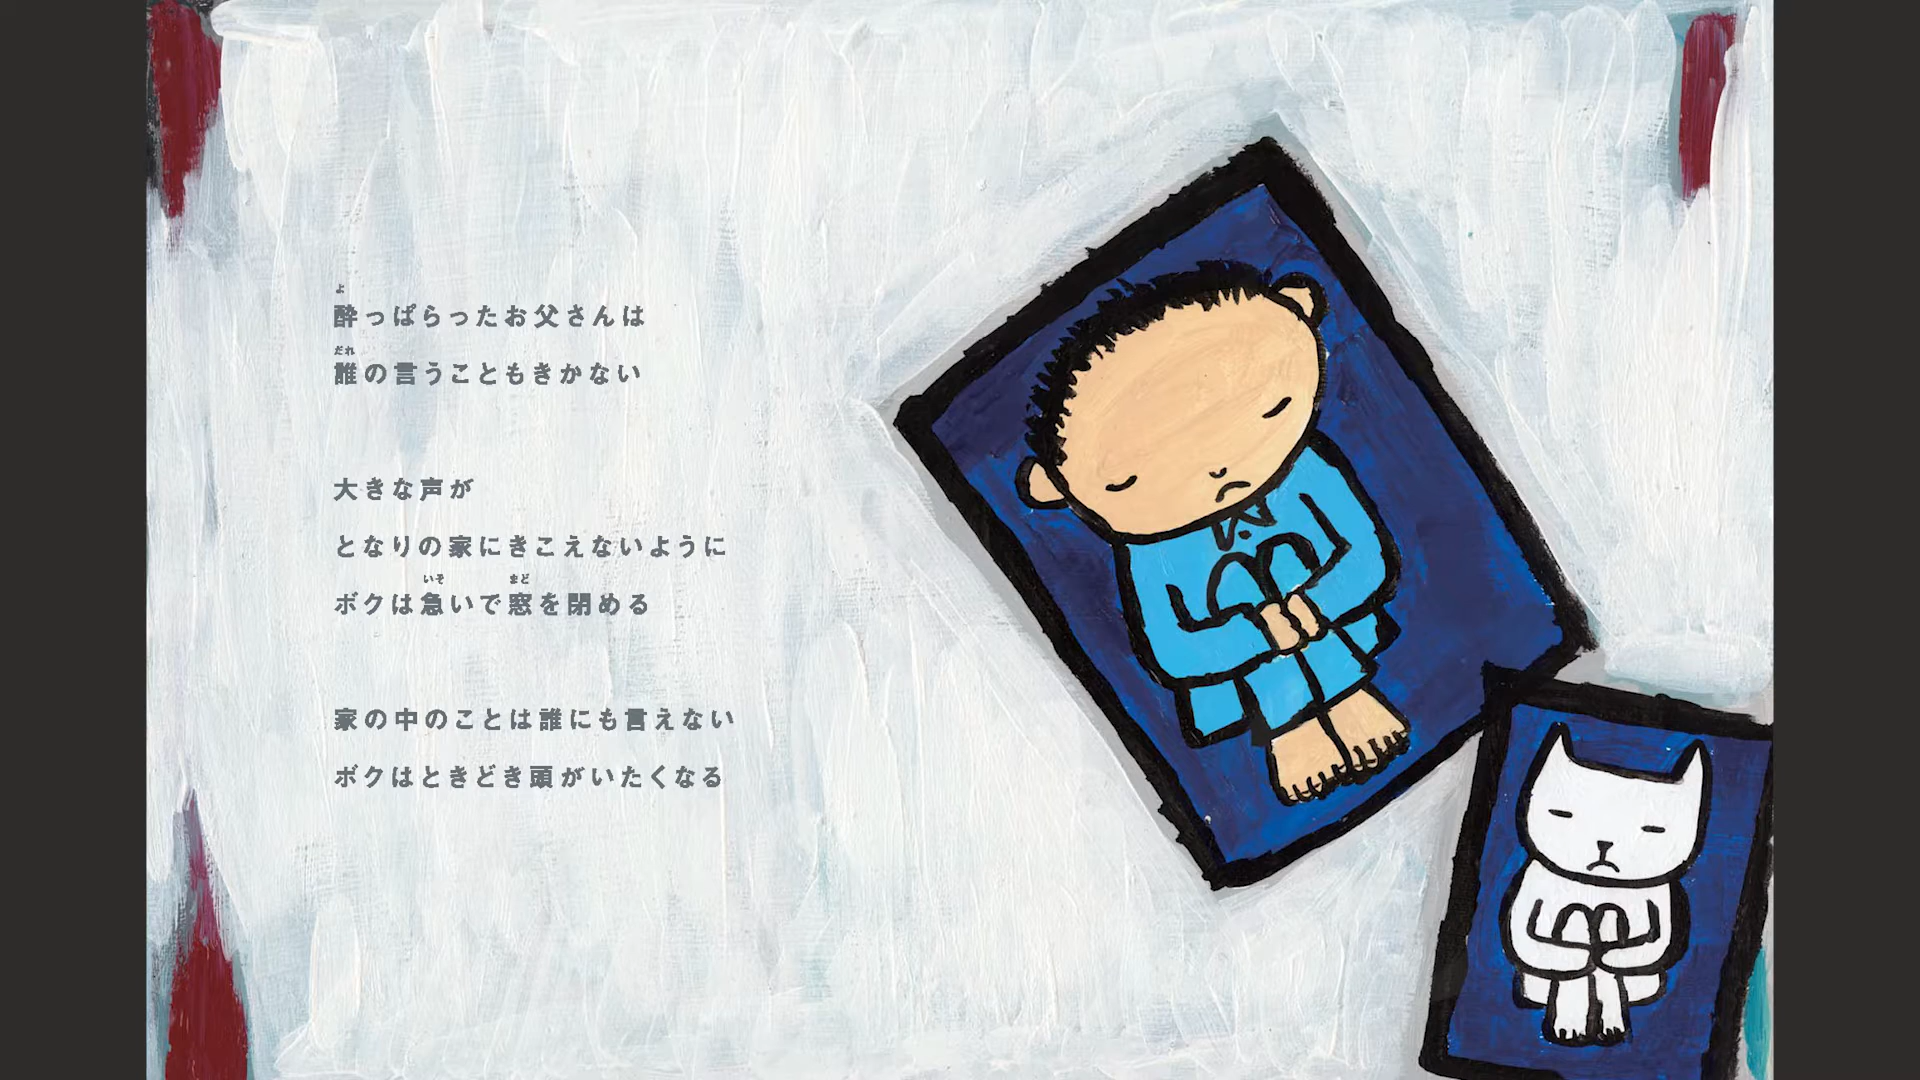 酔っぱらったお父さんは
誰の言うこともきかない
大きな声が
となりの家にきこえないように
ボクは急いで窓を閉める
家の中のことは誰にも言えない
ボクはときどき頭がいたくなる